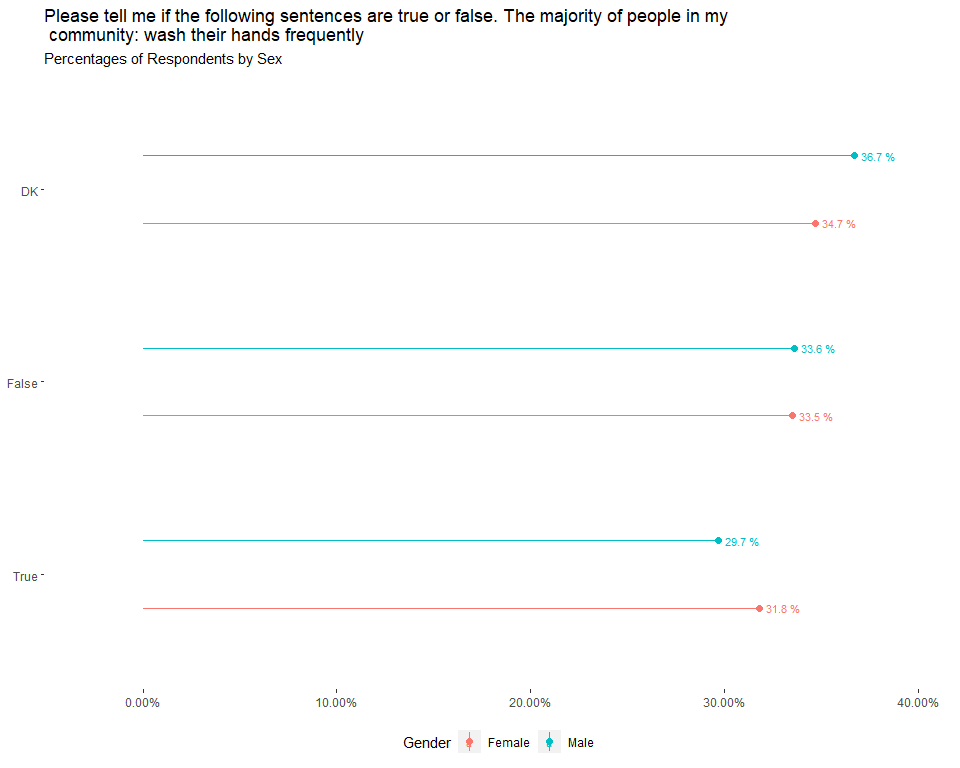 Please tell me if the following sentences are true or false. The majority of people in my
community: wash their hands frequently
Percentages of Respondents by Sex
36.7 %
DK
34.7 %
33.6 %
False
33.5 %
29.7 %
True
31.8 %
0.00% 10.00% 20.00% 30.00% 40.00%
Gender Female Male